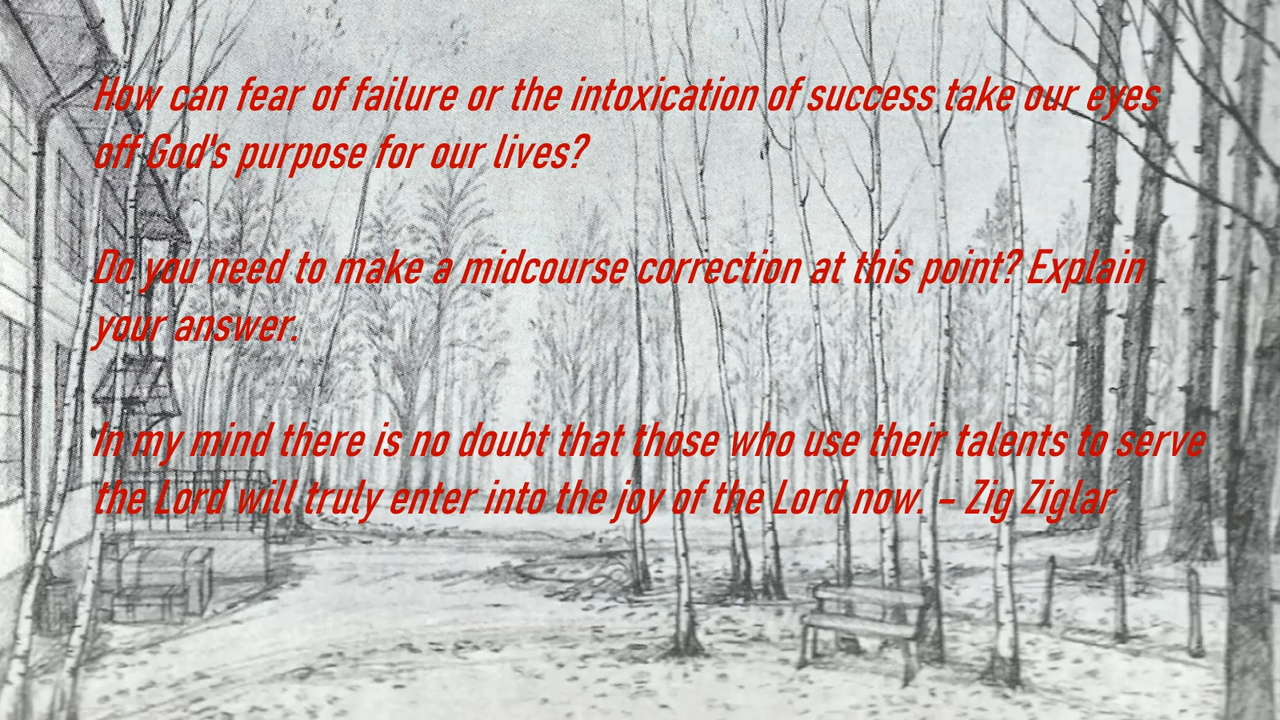 How can fear of failure or the intoxication of success take our eyes
off God's purpose for our lives?
Do you need to make a midcourse correction at this point? Explain
your answer.
In my mind there is no doubt that those who use their talents to serve
the Lord will truly enter into the joy of the Lord now. – Zig Ziglar